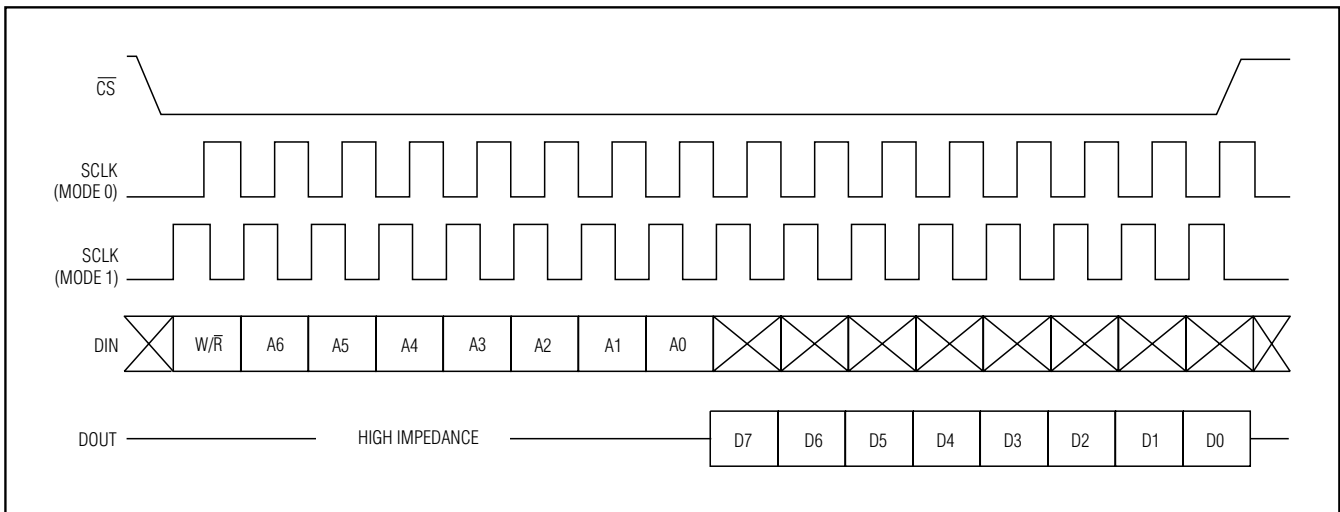 C̅S̅
SCLK
(MODE 0)
SCLK
(MODE 1)
DIN W/R̅ A6 A5 A4 A3 A2 A1 A0
DOUT HIGH IMPEDANCE D7 D6 D5 D4 D3 D2 D1 D0